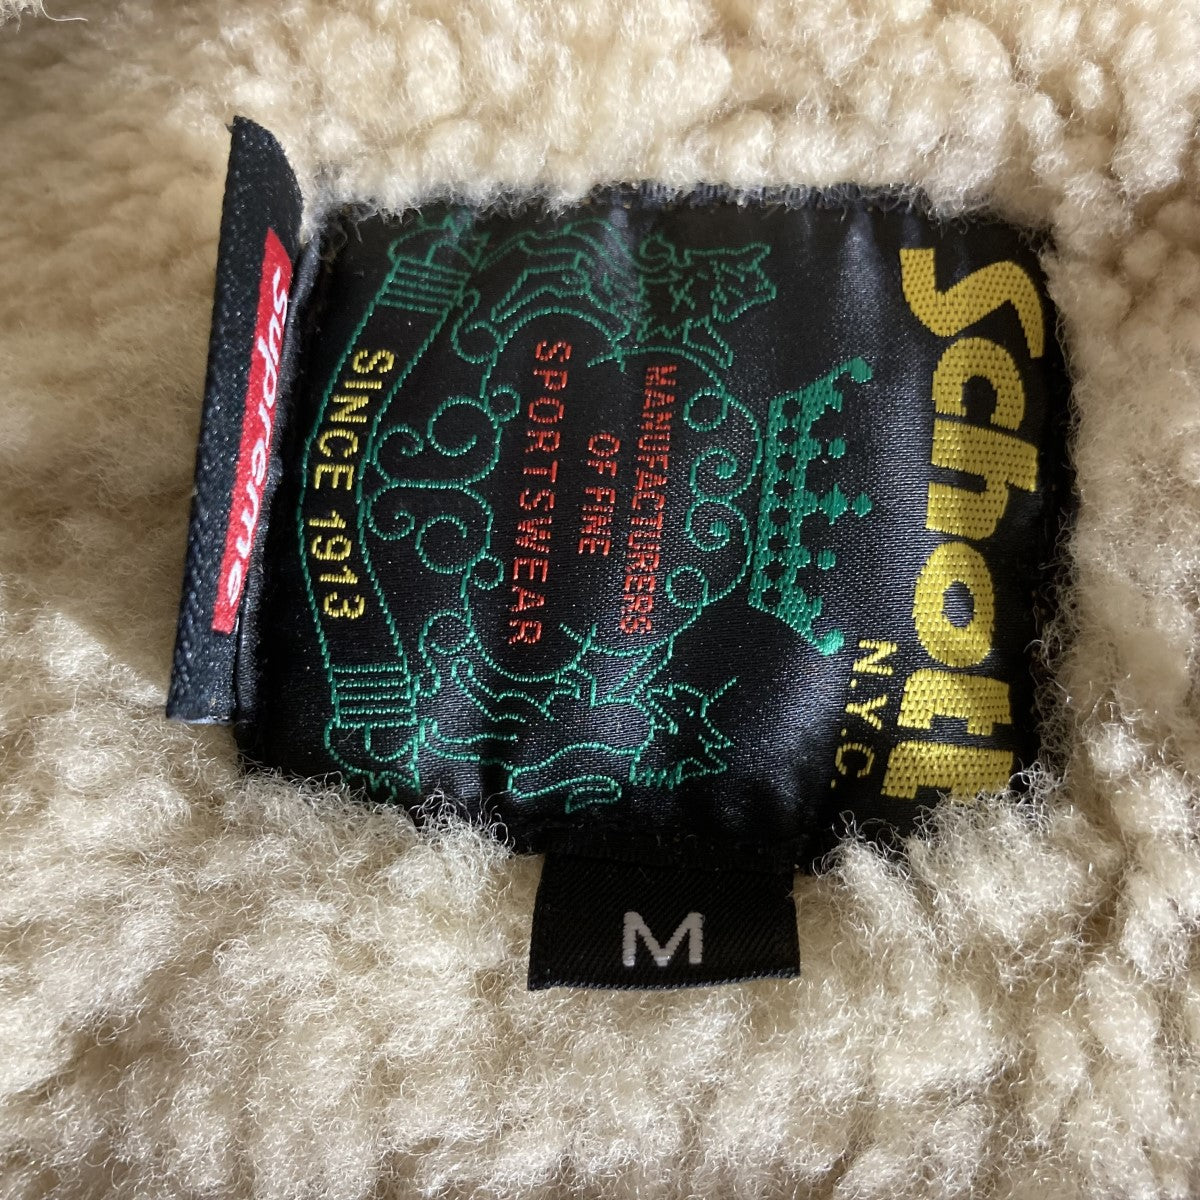 Schott
N.Y.C.
MANUFACTURERS
OF FINE
SPORTSWEAR
SINCE 1913
Supreme
M